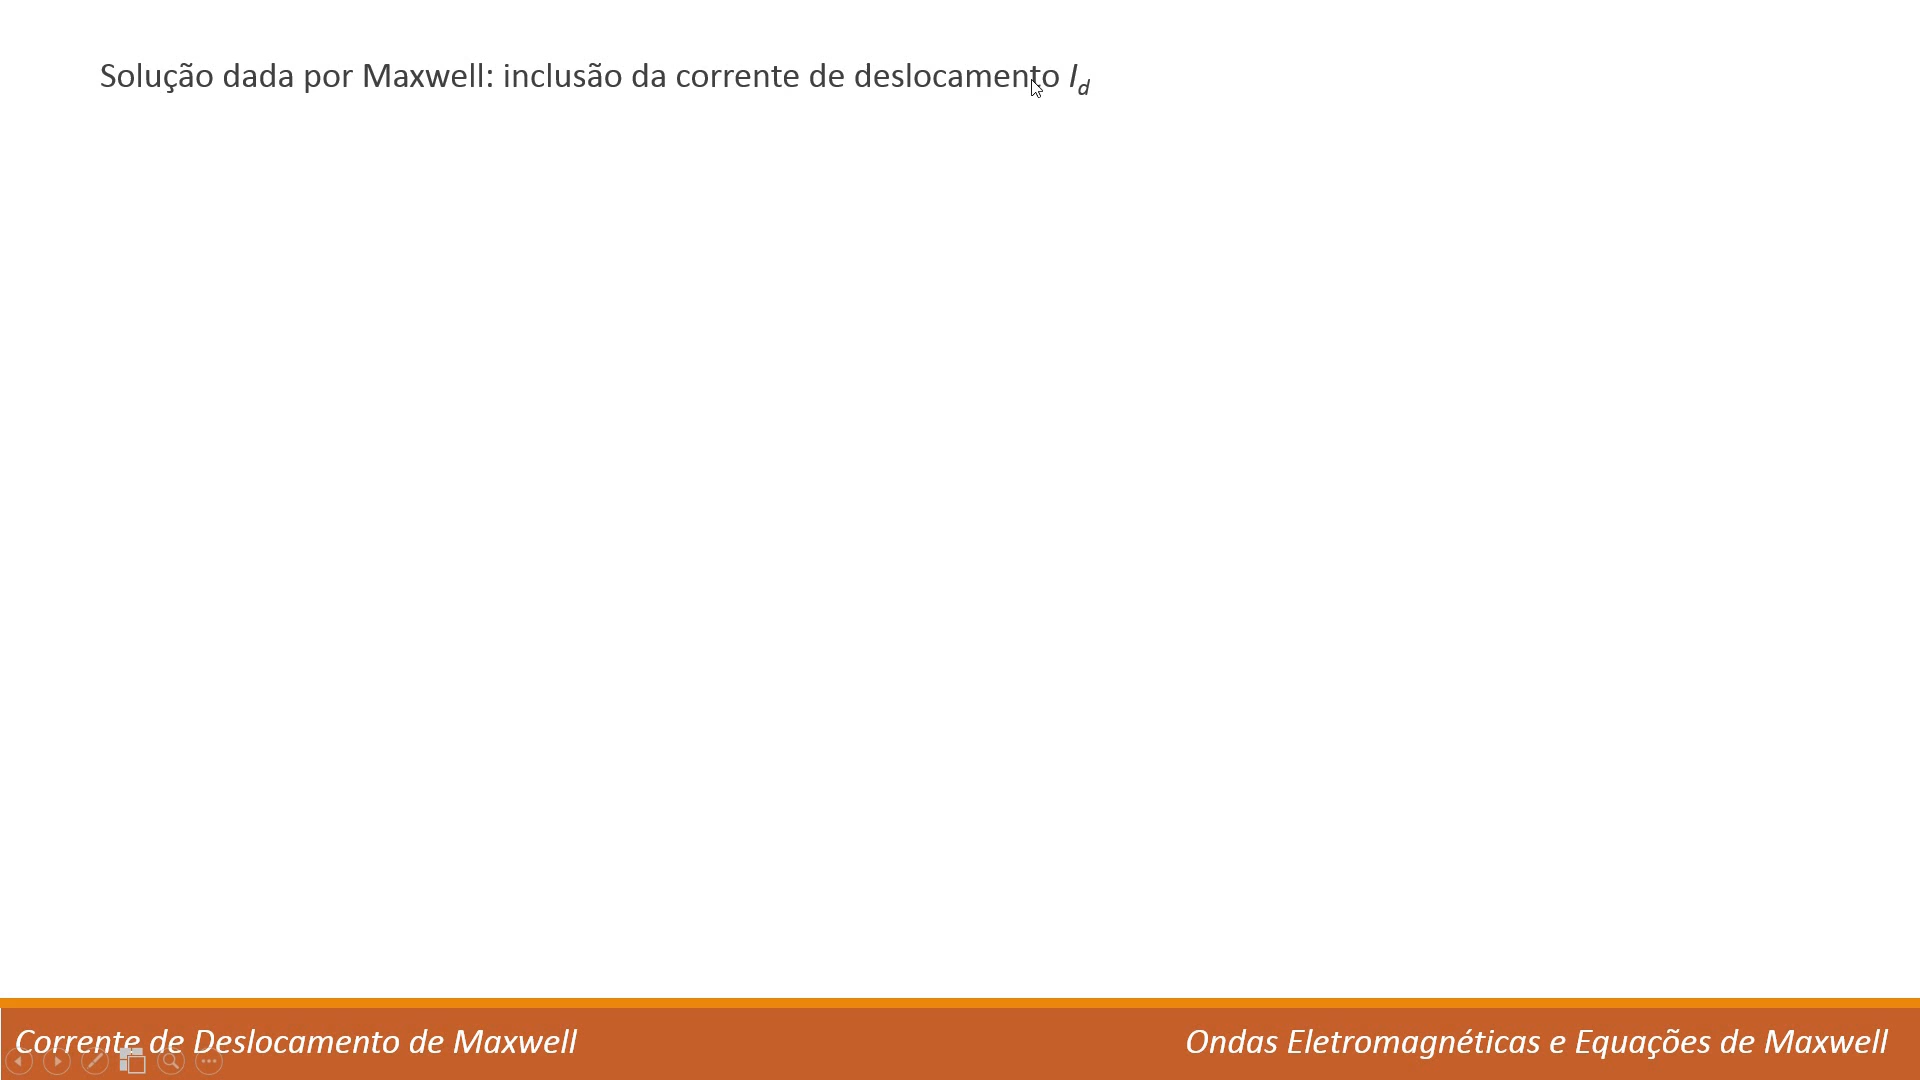 Solução dada por Maxwell: inclusão da corrente de deslocamento I_d
Corrente de Deslocamento de Maxwell
Ondas Eletromagnéticas e Equações de Maxwell